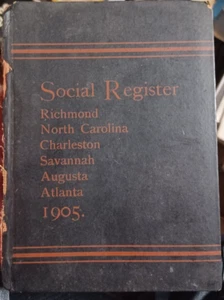 Social Register
Richmond
North Carolina
Charleston
Savannah
Augusta
Atlanta
1905.